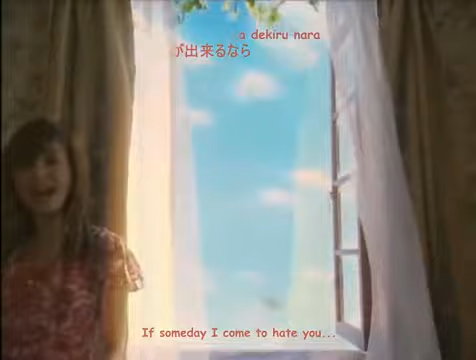 a dekiru nara
が出来るなら
If someday I come to hate you...